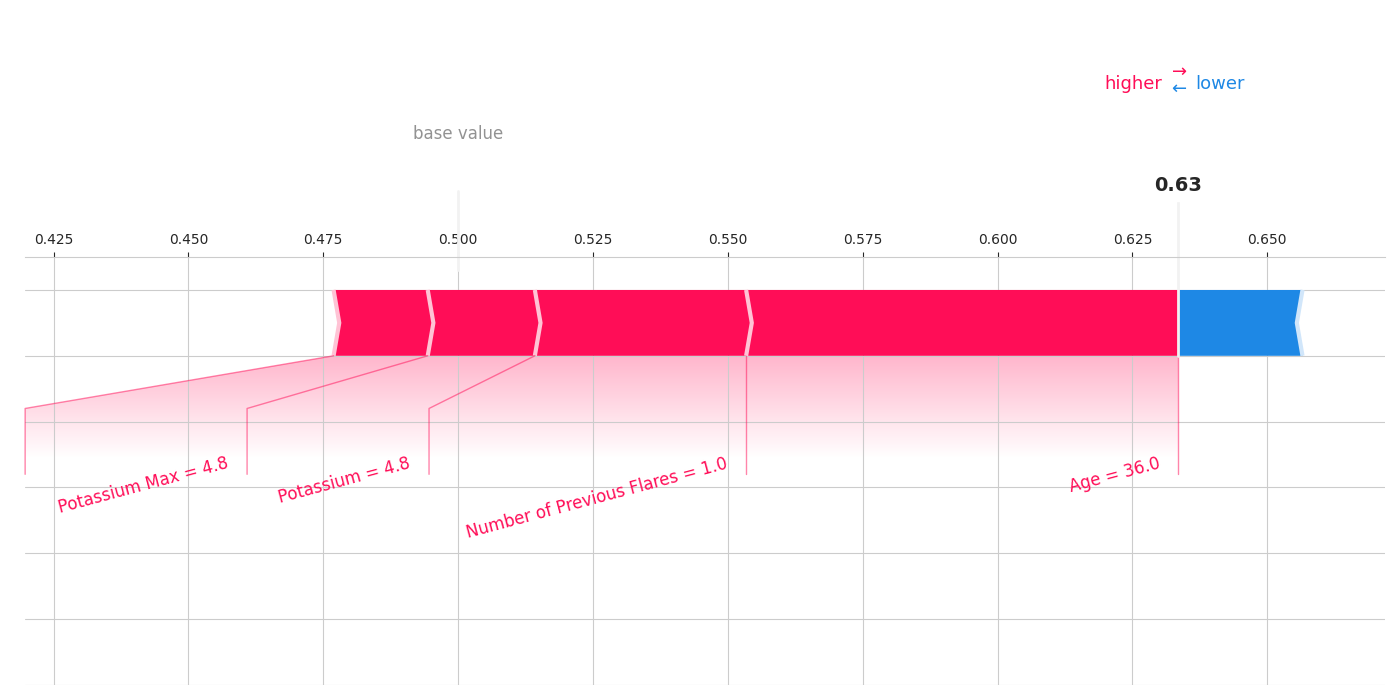 higher → ← lower
base value
0.63
0.425 0.450 0.475 0.500 0.525 0.550 0.575 0.600 0.625 0.650
Potassium Max = 4.8
Potassium = 4.8
Number of Previous Flares = 1.0
Age = 36.0